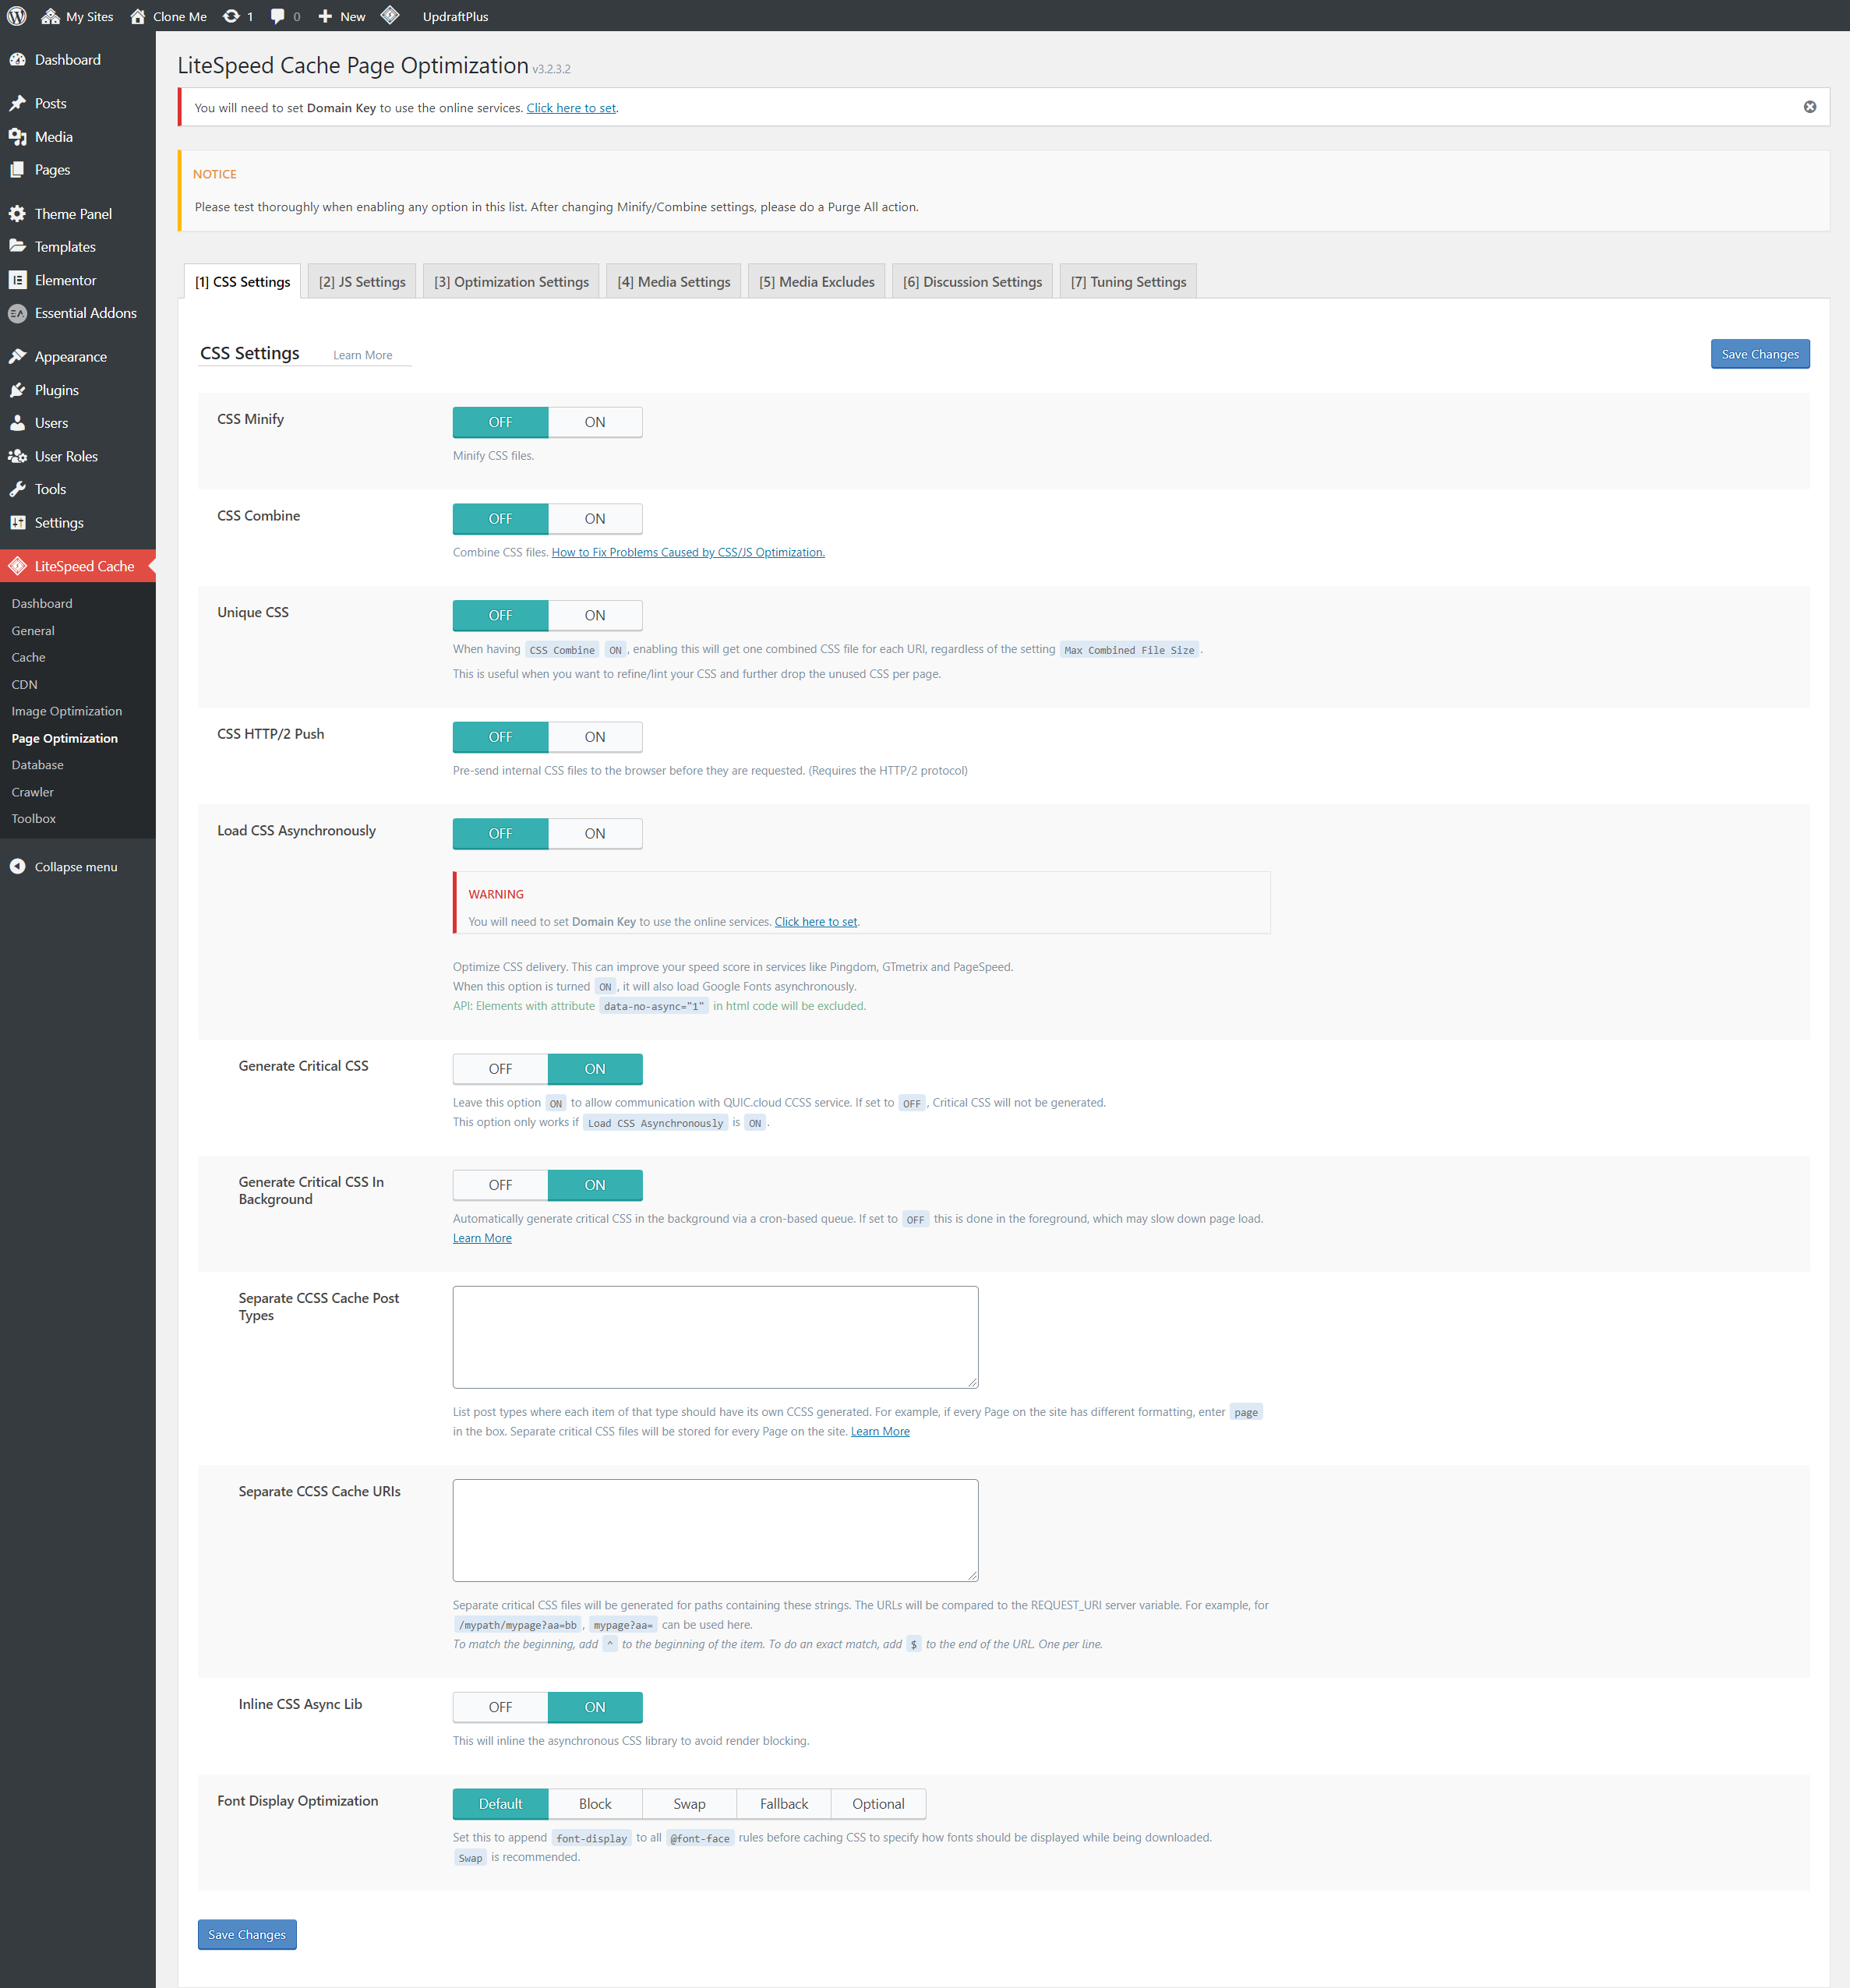 My Sites Clone Me 1 0 New UpdraftPlus
Dashboard
Posts
Media
Pages
Theme Panel
Templates
Elementor
Essential Addons
Appearance
Plugins
Users
User Roles
Tools
Settings
LiteSpeed Cache
Dashboard
General
Cache
CDN
Image Optimization
Page Optimization
Database
Crawler
Toolbox
Collapse menu
LiteSpeed Cache Page Optimization v3.2.3.2
You will need to set Domain Key to use the online services. Click here to set.
NOTICE
Please test thoroughly when enabling any option in this list. After changing Minify/Combine settings, please do a Purge All action.
[1] CSS Settings [2] JS Settings [3] Optimization Settings [4] Media Settings [5] Media Excludes [6] Discussion Settings [7] Tuning Settings
CSS Settings Learn More Save Changes
CSS Minify OFF ON
Minify CSS files.
CSS Combine OFF ON
Combine CSS files. How to Fix Problems Caused by CSS/JS Optimization.
Unique CSS OFF ON
When having CSS Combine ON, enabling this will get one combined CSS file for each URI, regardless of the setting Max Combined File Size.
This is useful when you want to refine/lint your CSS and further drop the unused CSS per page.
CSS HTTP/2 Push OFF ON
Pre-send internal CSS files to the browser before they are requested. (Requires the HTTP/2 protocol)
Load CSS Asynchronously OFF ON
WARNING
You will need to set Domain Key to use the online services. Click here to set.
Optimize CSS delivery. This can improve your speed score in services like Pingdom, GTmetrix and PageSpeed.
When this option is turned ON, it will also load Google Fonts asynchronously.
API: Elements with attribute data-no-async="1" in html code will be excluded.
Generate Critical CSS OFF ON
Leave this option ON to allow communication with QUIC.cloud CCSS service. If set to OFF, Critical CSS will not be generated.
This option only works if Load CSS Asynchronously is ON.
Generate Critical CSS In
Background
OFF ON
Automatically generate critical CSS in the background via a cron-based queue. If set to OFF this is done in the foreground, which may slow down page load.
Learn More
Separate CCSS Cache Post
Types
List post types where each item of that type should have its own CCSS generated. For example, if every Page on the site has different formatting, enter page
in the box. Separate critical CSS files will be stored for every Page on the site. Learn More
Separate CCSS Cache URIs
Separate critical CSS files will be generated for paths containing these strings. The URLs will be compared to the REQUEST_URI server variable. For example, for
/mypath/mypage?aa=bb, mypage?aa= can be used here.
To match the beginning, add ^ to the beginning of the item. To do an exact match, add $ to the end of the URL. One per line.
Inline CSS Async Lib OFF ON
This will inline the asynchronous CSS library to avoid render blocking.
Font Display Optimization Default Block Swap Fallback Optional
Set this to append font-display to all @font-face rules before caching CSS to specify how fonts should be displayed while being downloaded.
Swap is recommended.
Save Changes